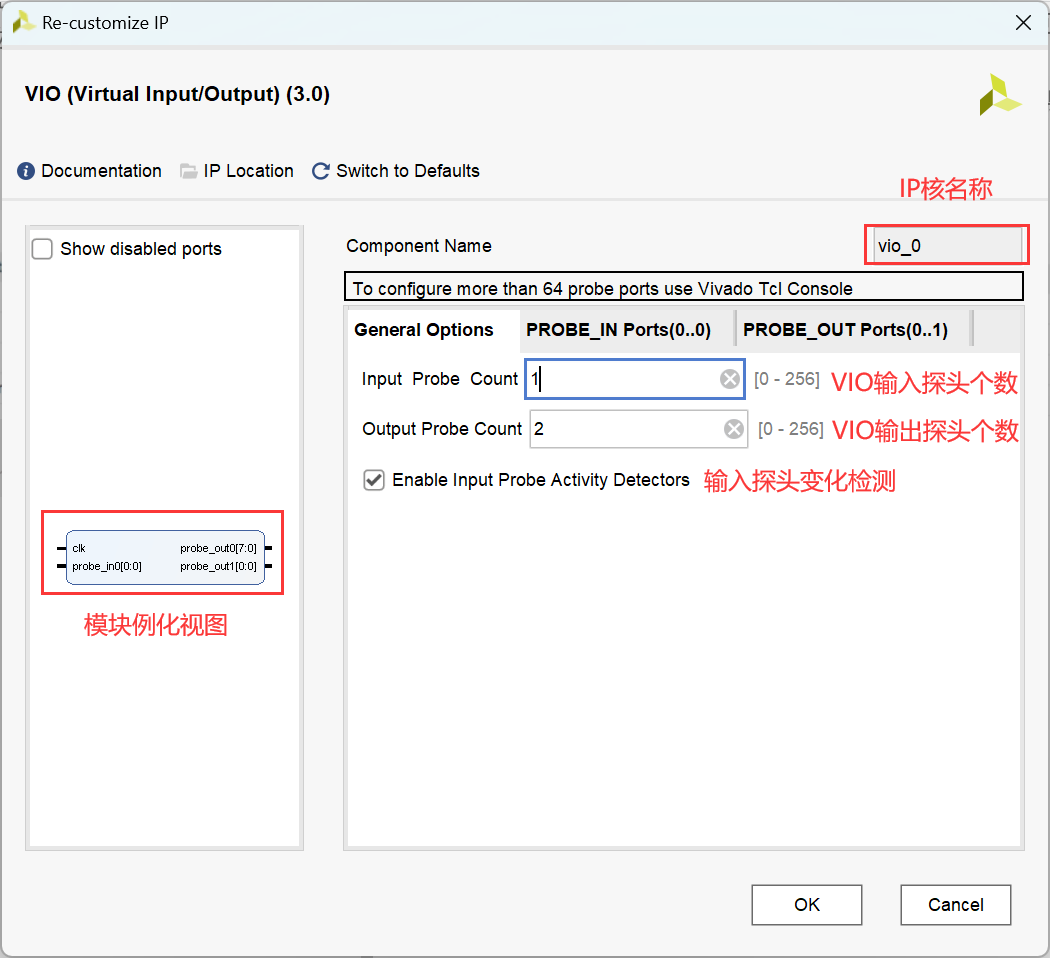 Re-customize IP
VIO (Virtual Input/Output) (3.0)
Documentation IP Location Switch to Defaults
IP核名称
Show disabled ports
Component Name vio_0
To configure more than 64 probe ports use Vivado Tcl Console
General Options PROBE_IN Ports(0..0) PROBE_OUT Ports(0..1)
Input Probe Count 1 [0 - 256] VIO输入探头个数
Output Probe Count 2 [0 - 256] VIO输出探头个数
Enable Input Probe Activity Detectors 输入探头变化检测
clk probe_out0[7:0]
probe_in0[0:0] probe_out1[0:0]
模块例化视图
OK Cancel